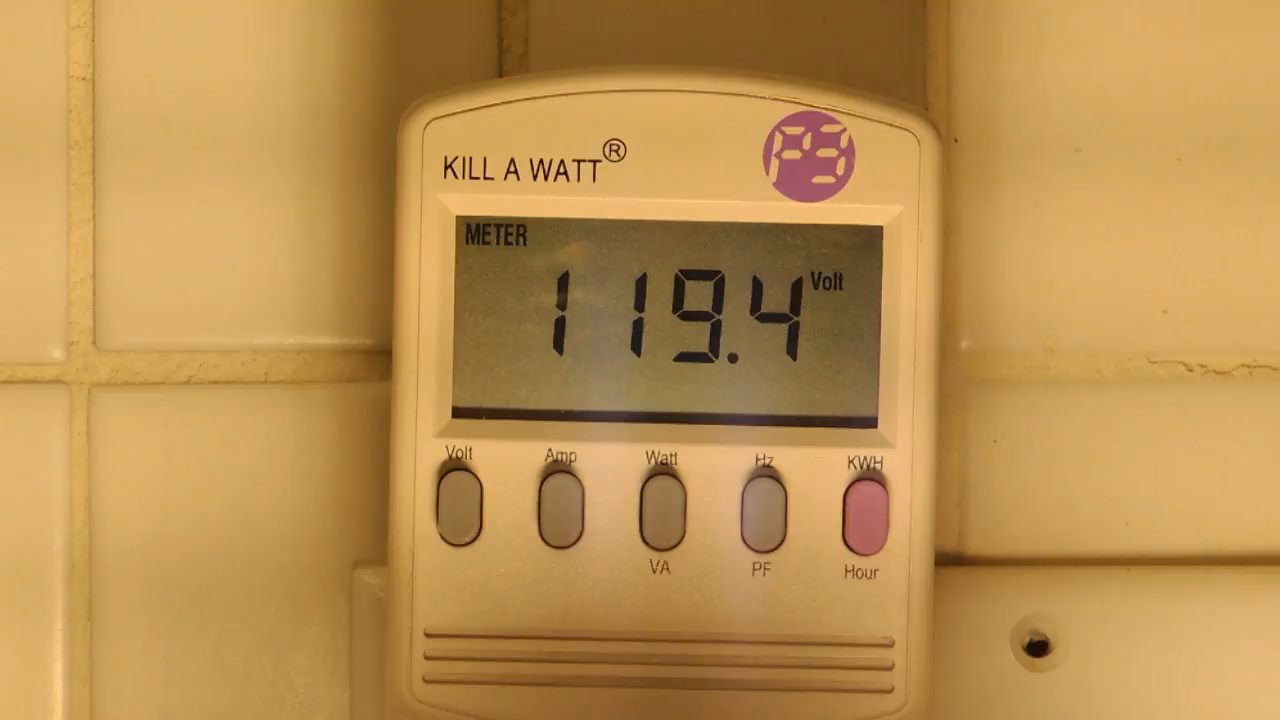 KILL A WATT®
P3
METER
119.4 Volt
Volt Amp Watt Hz KWH
VA PF Hour